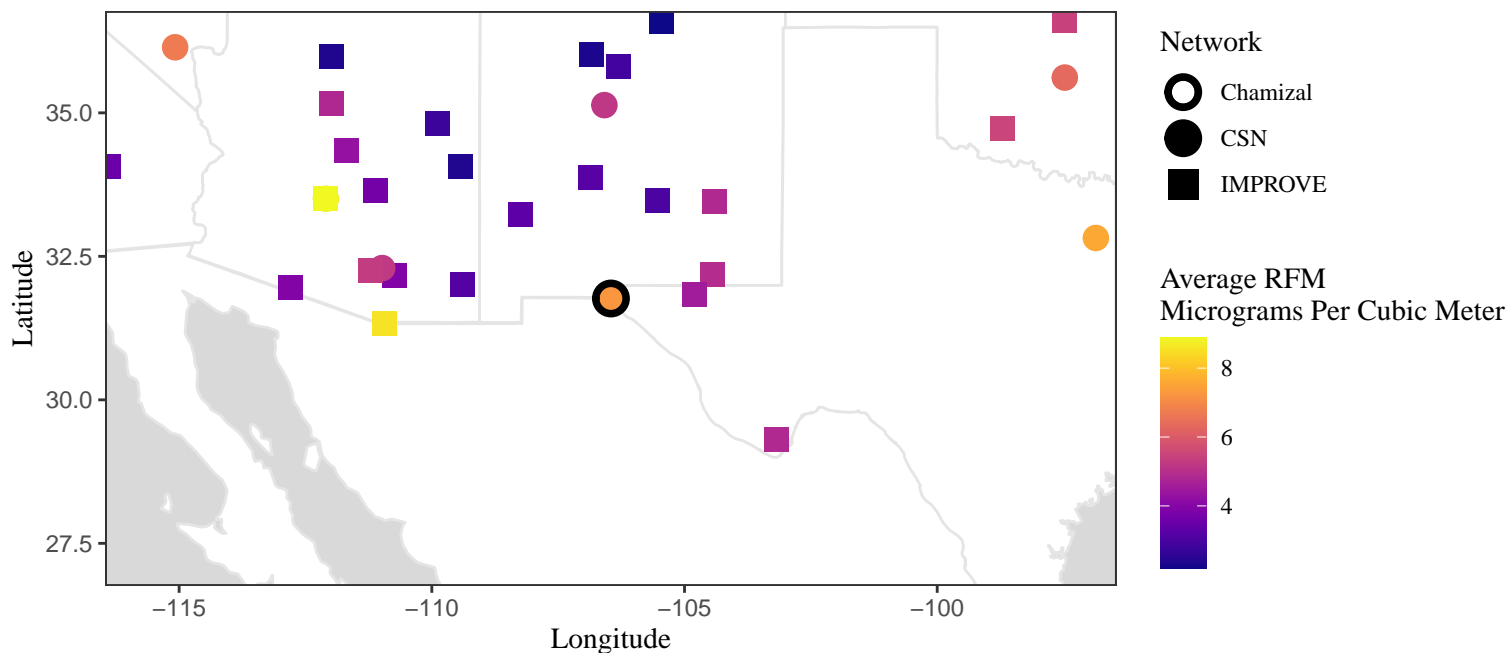 35.0
32.5
30.0
27.5
Latitude
−115
−110
−105
−100
Longitude
Network
Chamizal
CSN
IMPROVE
Average RFM
Micrograms Per Cubic Meter
8
6
4